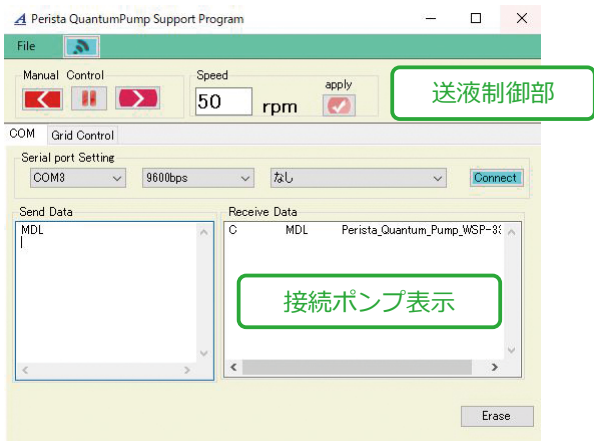 Perista QuantumPump Support Program
File
Manual Control
Speed
50
rpm
apply
送液制御部
COM Grid Control
Serial port Setting
COM3
9600bps
なし
Connect
Send Data
MDL
Receive Data
C MDL Perista_Quantum_Pump_WSP-3
接続ポンプ表示
Erase